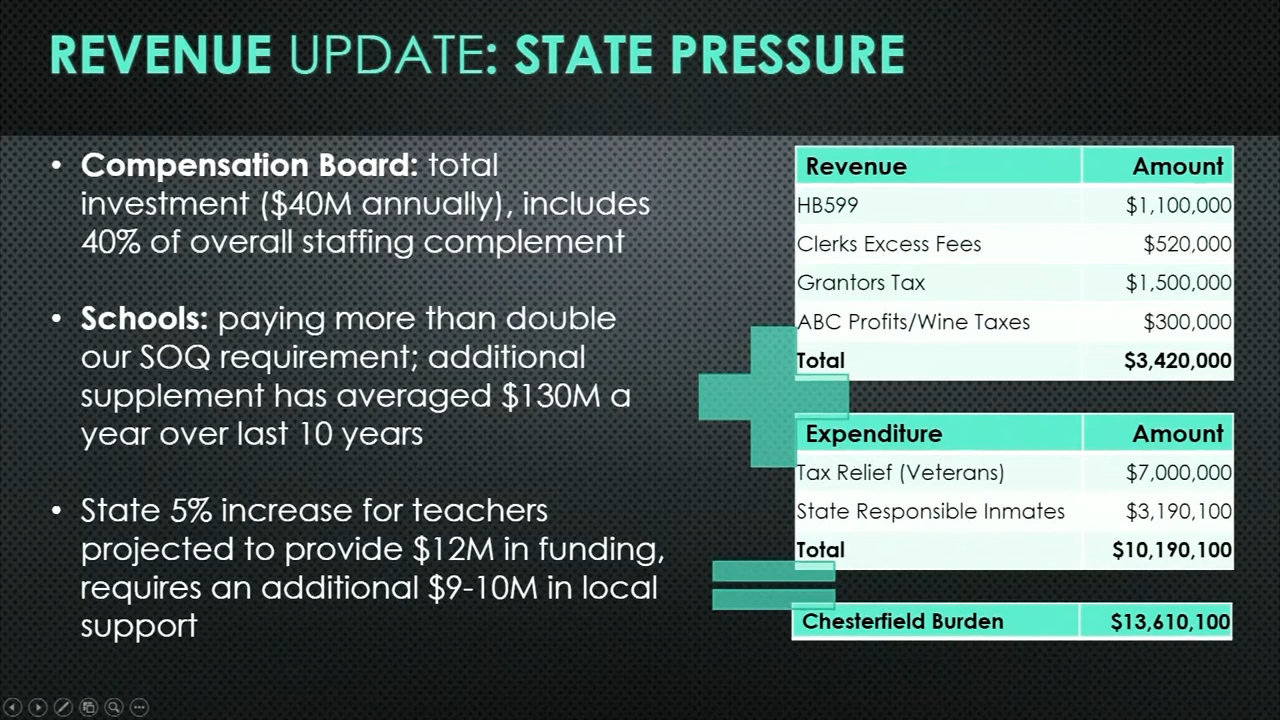 REVENUE UPDATE: STATE PRESSURE
• Compensation Board: total
investment ($40M annually), includes
40% of overall staffing complement
• Schools: paying more than double
our SOQ requirement; additional
supplement has averaged $130M a
year over last 10 years
• State 5% increase for teachers
projected to provide $12M in funding,
requires an additional $9-10M in local
support
Revenue Amount
HB599 $1,100,000
Clerks Excess Fees $520,000
Grantors Tax $1,500,000
ABC Profits/Wine Taxes $300,000
Total $3,420,000
Expenditure Amount
Tax Relief (Veterans) $7,000,000
State Responsible Inmates $3,190,100
Total $10,190,100
Chesterfield Burden $13,610,100